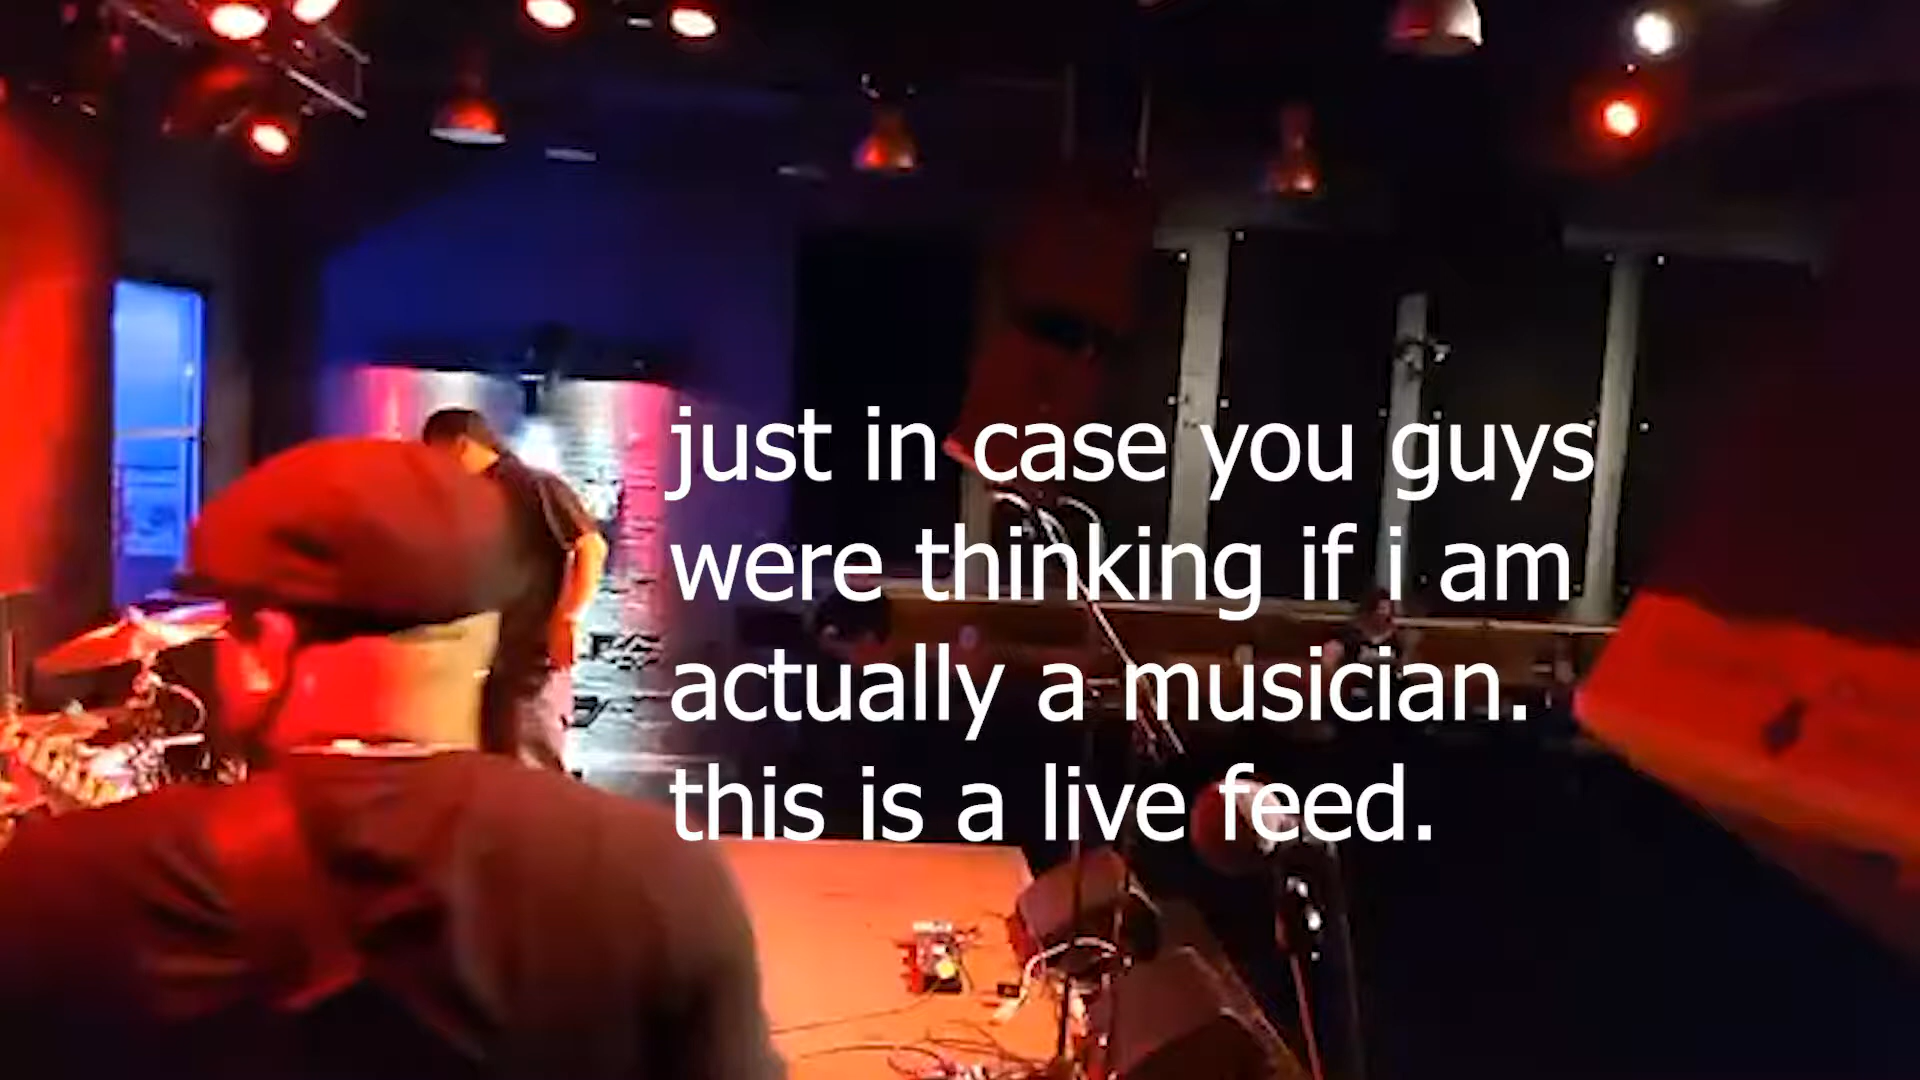 just in case you guys
were thinking if i am
actually a musician.
this is a live feed.